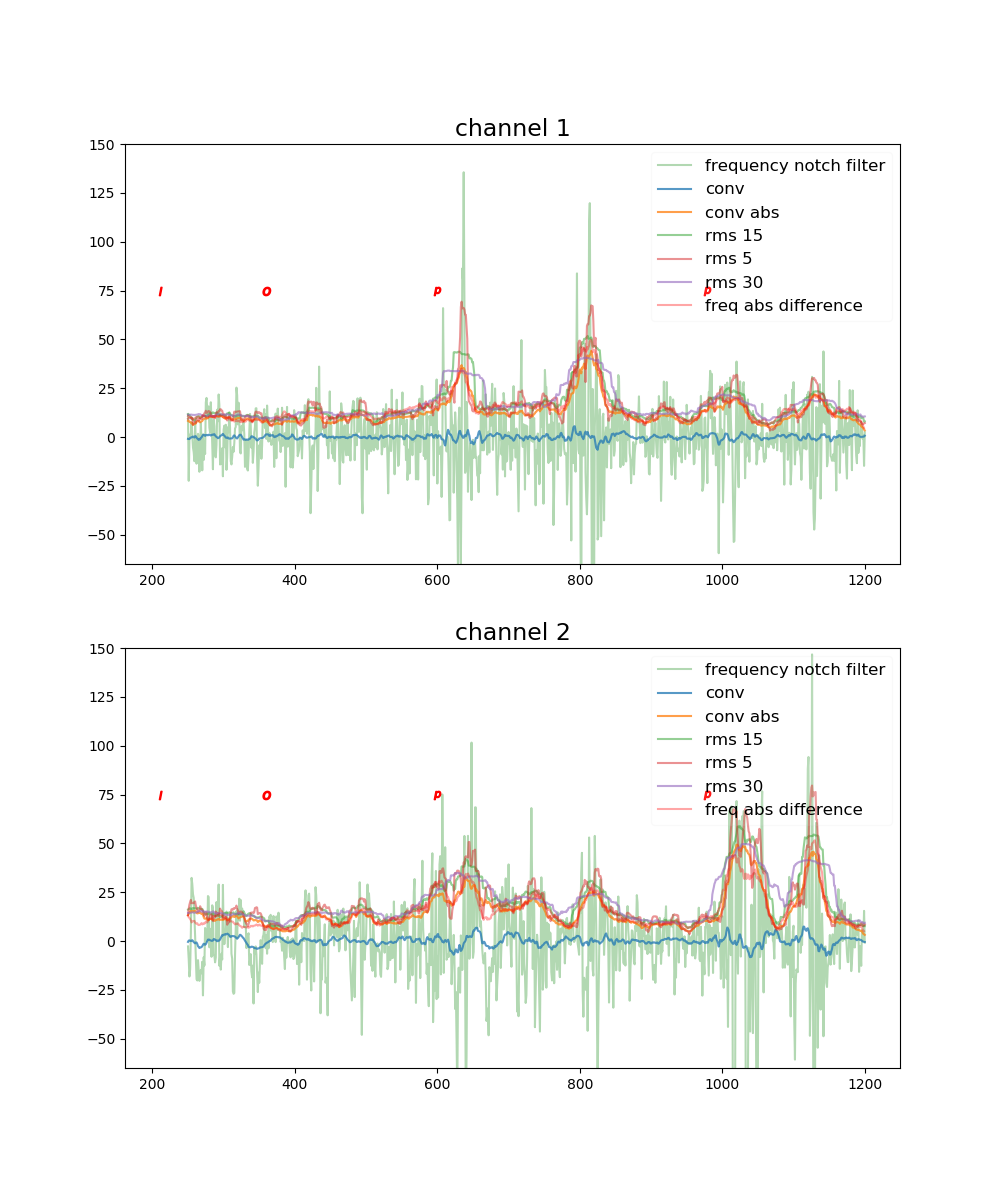 channel 1
150
125
100
75
50
25
0
−25
−50
200 400 600 800 1000 1200
frequency notch filter
conv
conv abs
rms 15
rms 5
rms 30
freq abs difference
I O P P
channel 2
150
125
100
75
50
25
0
−25
−50
200 400 600 800 1000 1200
frequency notch filter
conv
conv abs
rms 15
rms 5
rms 30
freq abs difference
I O P P